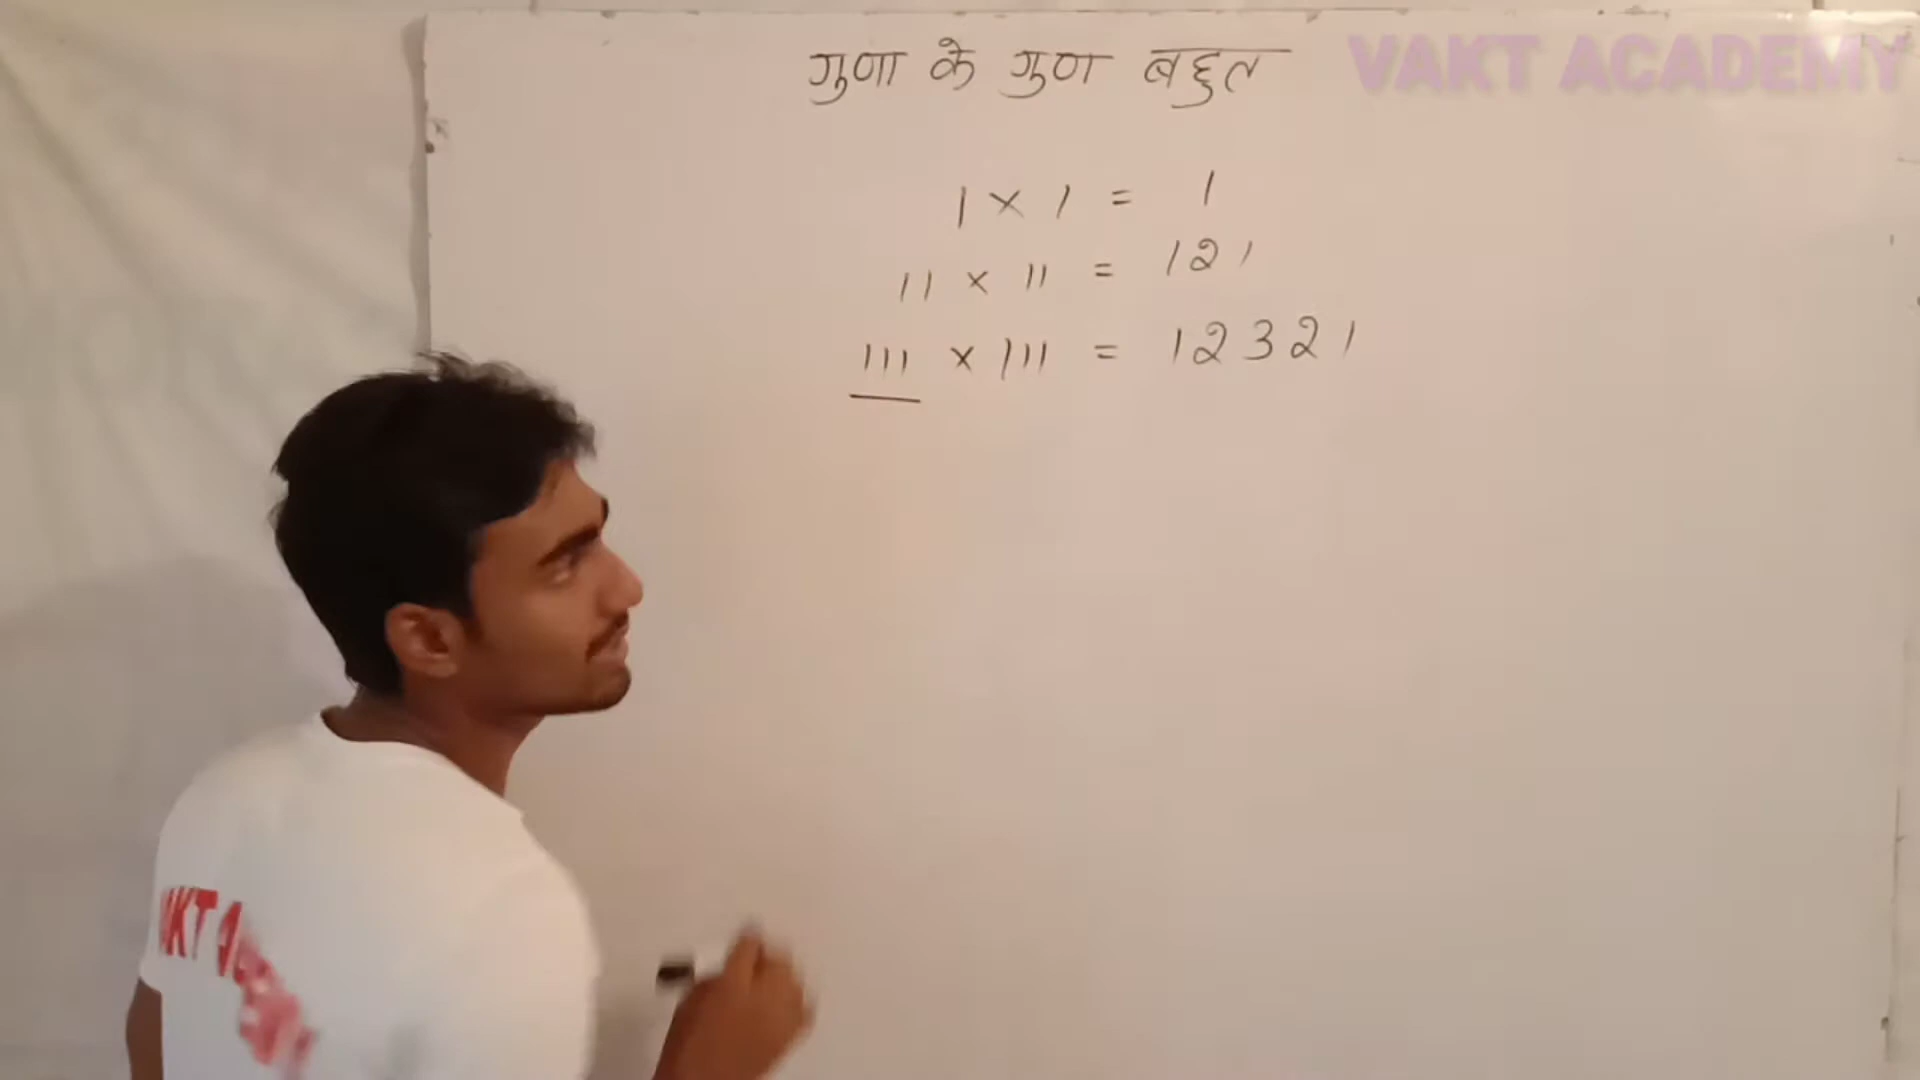 गुणा के गुण बहुत
VAKT ACADEMY
1 × 1 = 1
11 × 11 = 121
111 × 111 = 12321